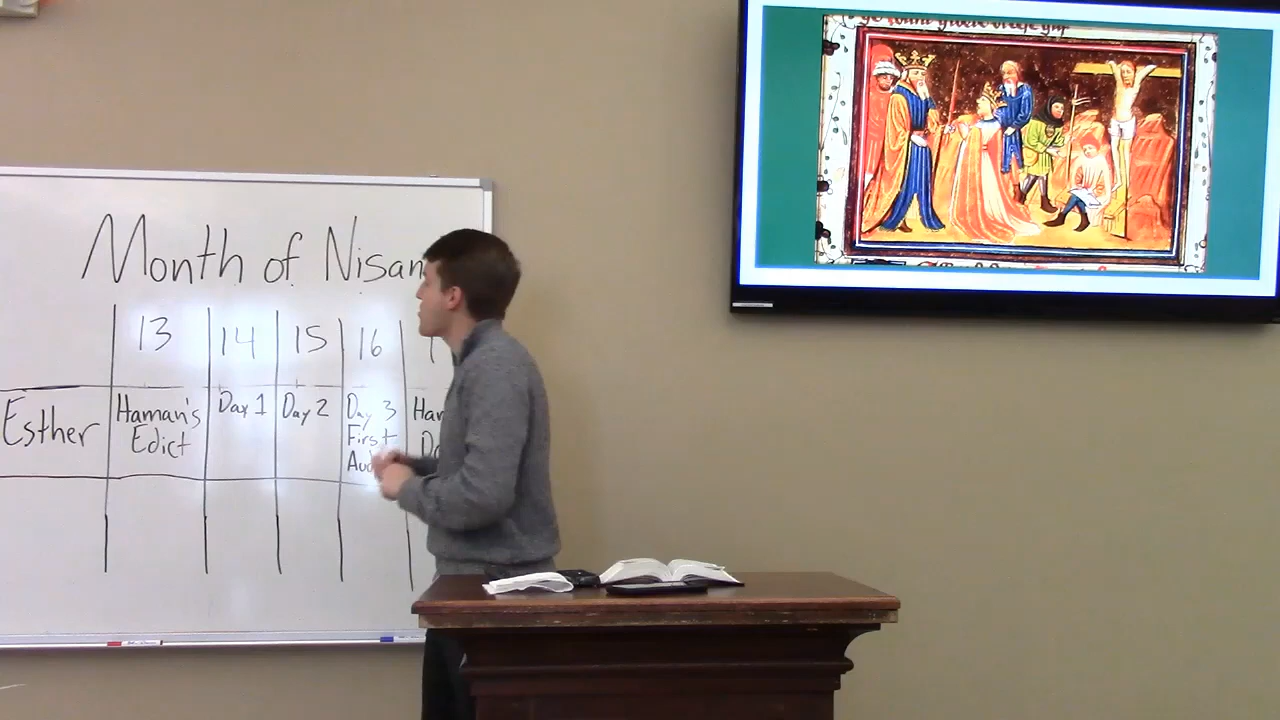 Month of Nisan
13 14 15 16
Esther Haman's Day 1 Day 2 Day 3
Edict First